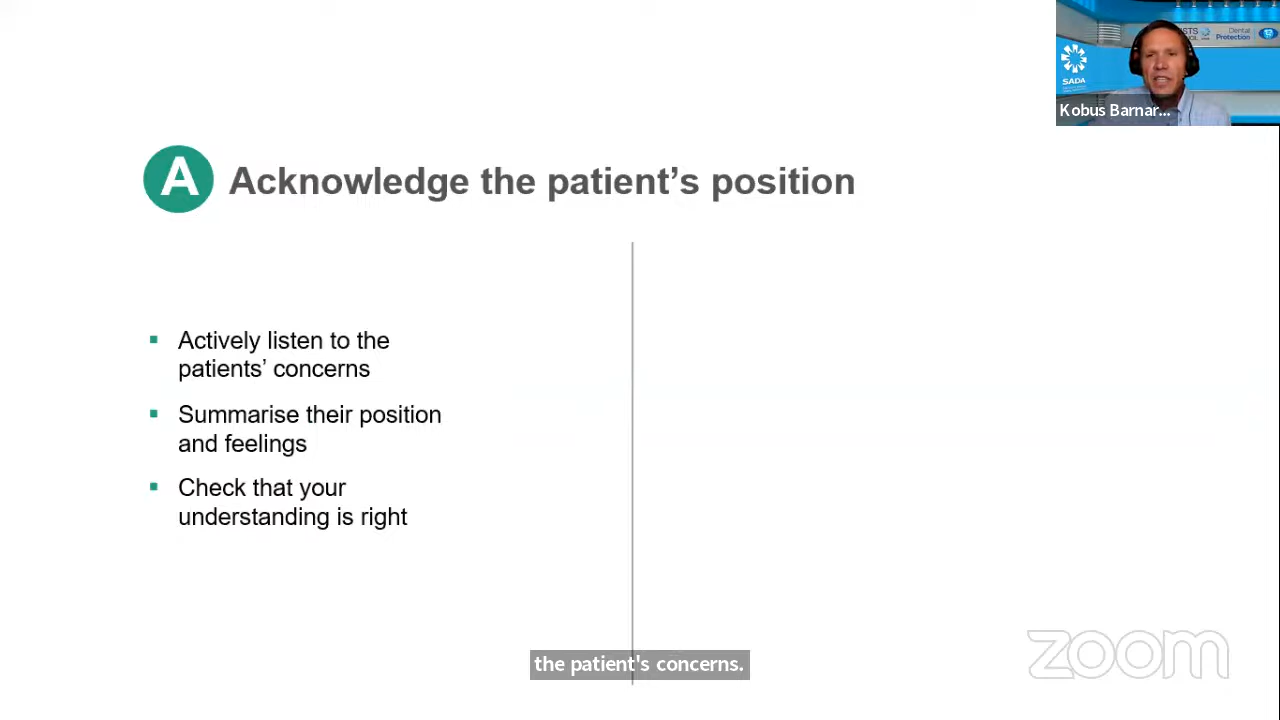 STS
Dental
Protection
SADA
Kobus Barnar...
A
Acknowledge the patient’s position
Actively listen to the
patients’ concerns
Summarise their position
and feelings
Check that your
understanding is right
the patient's concerns.
zoom